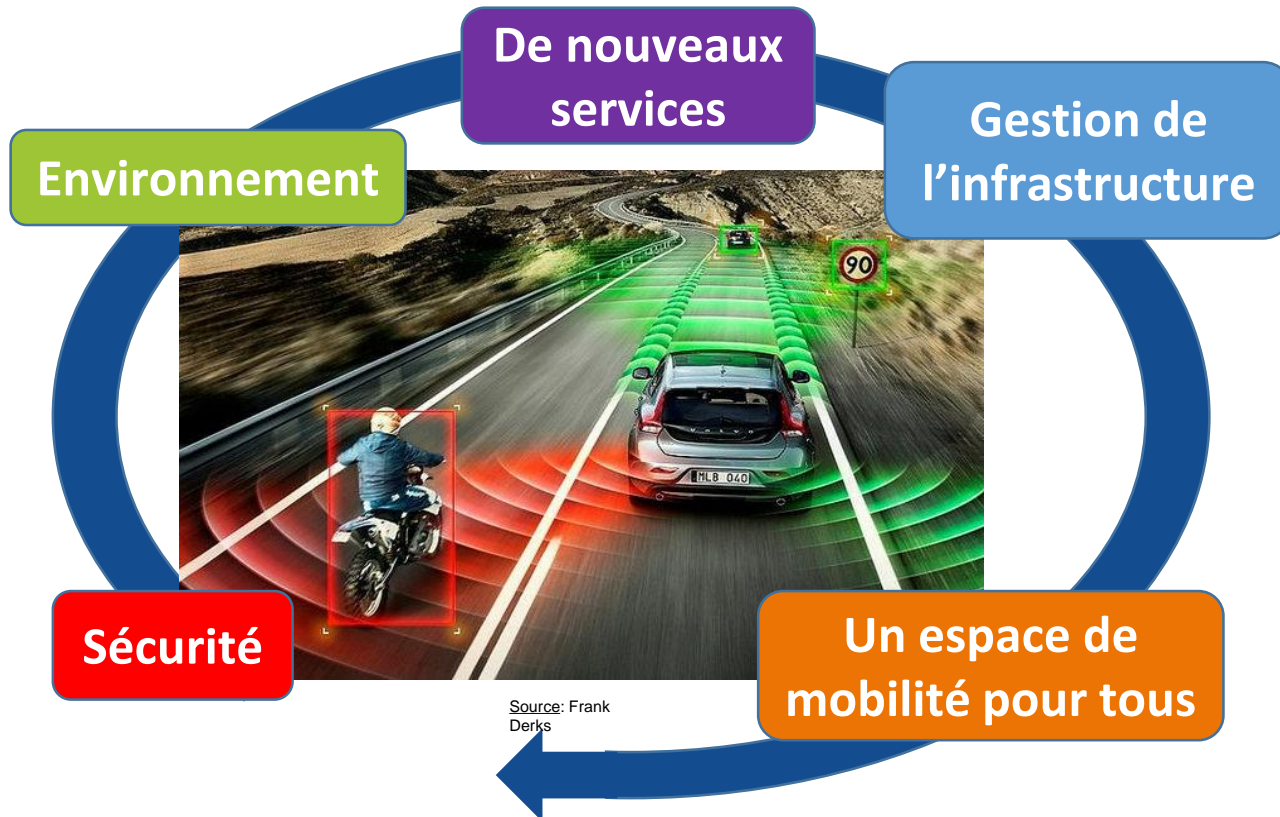 De nouveaux
services
Gestion de
l’infrastructure
Environnement
90
VOLVO
MLB 040
Sécurité
Un espace de
mobilité pour tous
Source: Frank
Derks